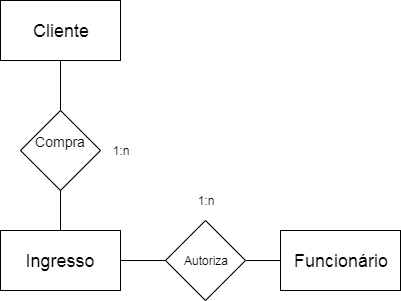 Cliente
Compra
1:n
1:n
Ingresso
Autoriza
Funcionário